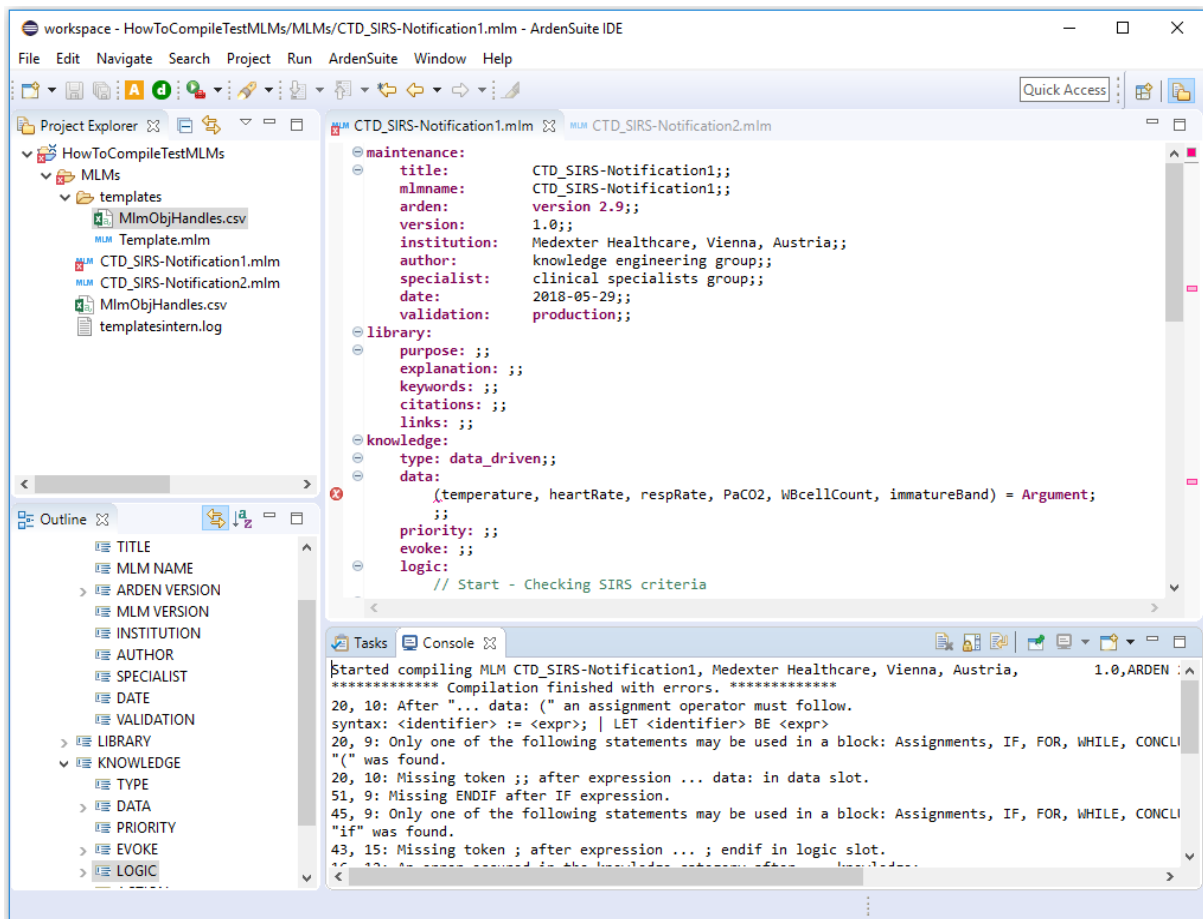 workspace - HowToCompileTestMLMs/MLMs/CTD_SIRS-Notification1.mlm - ArdenSuite IDE
File Edit Navigate Search Project Run ArdenSuite Window Help
Quick Access
Project Explorer
HowToCompileTestMLMs
MLMs
templates
MlmObjHandles.csv
MLM Template.mlm
MLM CTD_SIRS-Notification1.mlm
MLM CTD_SIRS-Notification2.mlm
MlmObjHandles.csv
templatesintern.log
Outline
TITLE
MLM NAME
ARDEN VERSION
MLM VERSION
INSTITUTION
AUTHOR
SPECIALIST
DATE
VALIDATION
LIBRARY
KNOWLEDGE
TYPE
DATA
PRIORITY
EVOKE
LOGIC
MLM CTD_SIRS-Notification1.mlm MLM CTD_SIRS-Notification2.mlm
maintenance:
title: CTD_SIRS-Notification1;;
mlmname: CTD_SIRS-Notification1;;
arden: version 2.9;;
version: 1.0;;
institution: Medexter Healthcare, Vienna, Austria;;
author: knowledge engineering group;;
specialist: clinical specialists group;;
date: 2018-05-29;;
validation: production;;
library:
purpose: ;;
explanation: ;;
keywords: ;;
citations: ;;
links: ;;
knowledge:
type: data_driven;;
data:
(temperature, heartRate, respRate, PaCO2, WBcellCount, immatureBand) = Argument;
;;
priority: ;;
evoke: ;;
logic:
// Start - Checking SIRS criteria
Tasks Console
Started compiling MLM CTD_SIRS-Notification1, Medexter Healthcare, Vienna, Austria, 1.0,ARDEN
************* Compilation finished with errors. *************
20, 10: After "... data: (" an assignment operator must follow.
syntax: <identifier> := <expr>; | LET <identifier> BE <expr>
20, 9: Only one of the following statements may be used in a block: Assignments, IF, FOR, WHILE, CONCLU
"(" was found.
20, 10: Missing token ;; after expression ... data: in data slot.
51, 9: Missing ENDIF after IF expression.
45, 9: Only one of the following statements may be used in a block: Assignments, IF, FOR, WHILE, CONCLU
"if" was found.
43, 15: Missing token ; after expression ... ; endif in logic slot.